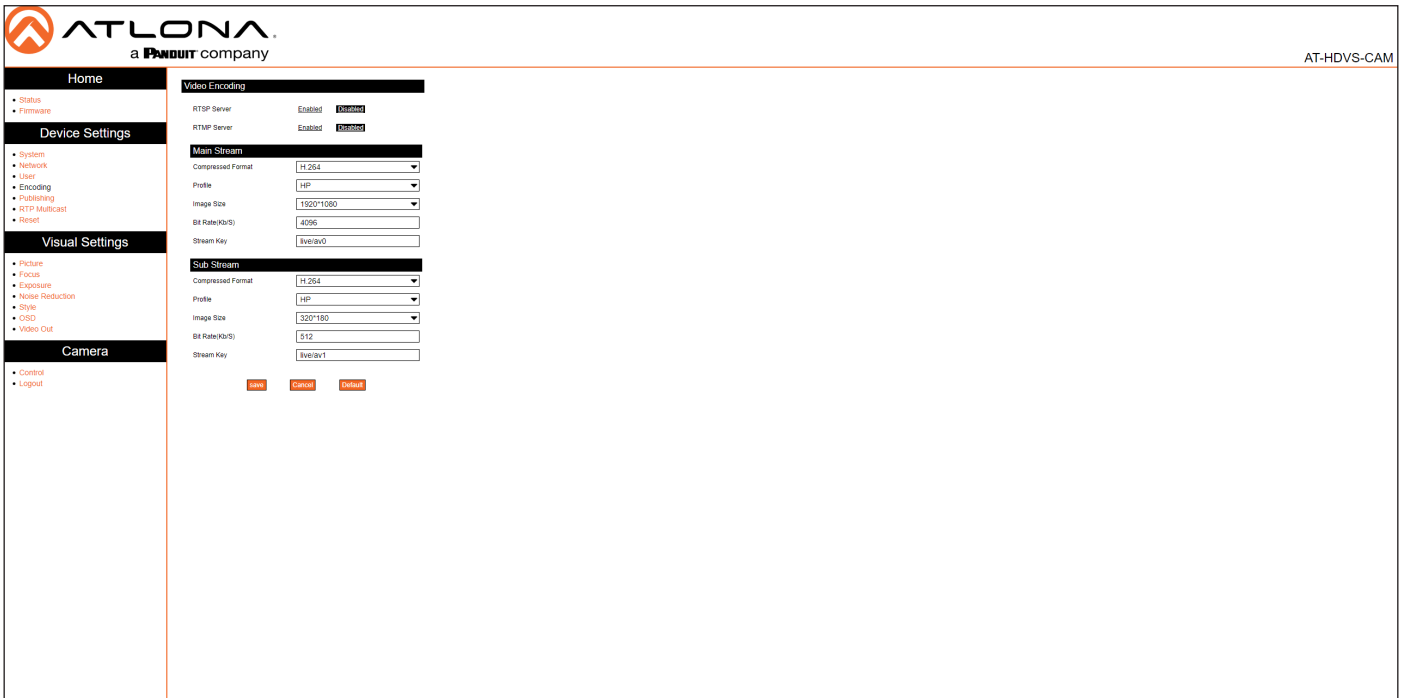 ATLONA.
a PANDUIT company
AT-HDVS-CAM
Home
Status
Firmware
Device Settings
System
Network
User
Encoding
Publishing
RTP Multicast
Reset
Visual Settings
Picture
Focus
Exposure
Noise Reduction
Style
OSD
Video Out
Camera
Control
Logout
Video Encoding
RTSP Server Enabled Disabled
RTMP Server Enabled Disabled
Main Stream
Compressed Format H.264
Profile HP
Image Size 1920*1080
Bit Rate(Kb/S) 4096
Stream Key live/av0
Sub Stream
Compressed Format H.264
Profile HP
Image Size 320*180
Bit Rate(Kb/S) 512
Stream Key live/av1
save Cancel Default